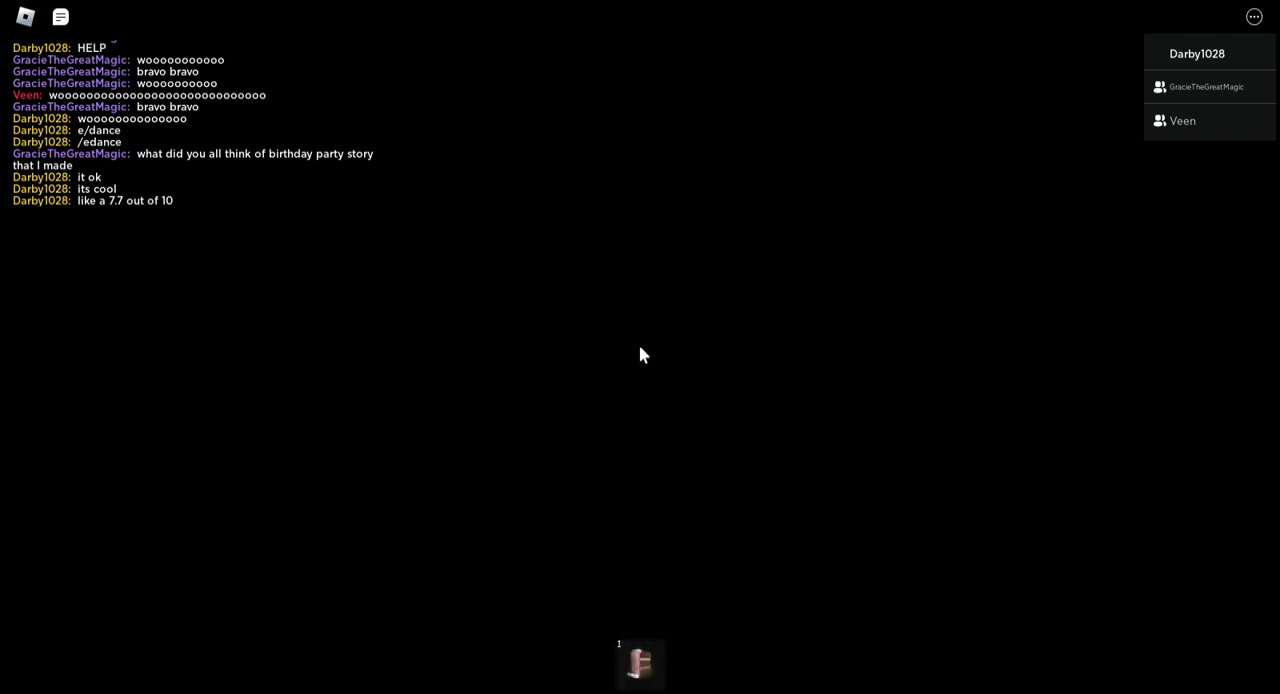 Darby1028: HELP
GracieTheGreatMagic: wooooooooooo
GracieTheGreatMagic: bravo bravo
GracieTheGreatMagic: woooooooooo
Veen: wooooooooooooooooooooooooooooo
GracieTheGreatMagic: bravo bravo
Darby1028: woooooooooooooo
Darby1028: e/dance
Darby1028: /edance
GracieTheGreatMagic: what did you all think of birthday party story
that I made
Darby1028: it ok
Darby1028: its cool
Darby1028: like a 7.7 out of 10
Darby1028
GracieTheGreatMagic
Veen
1